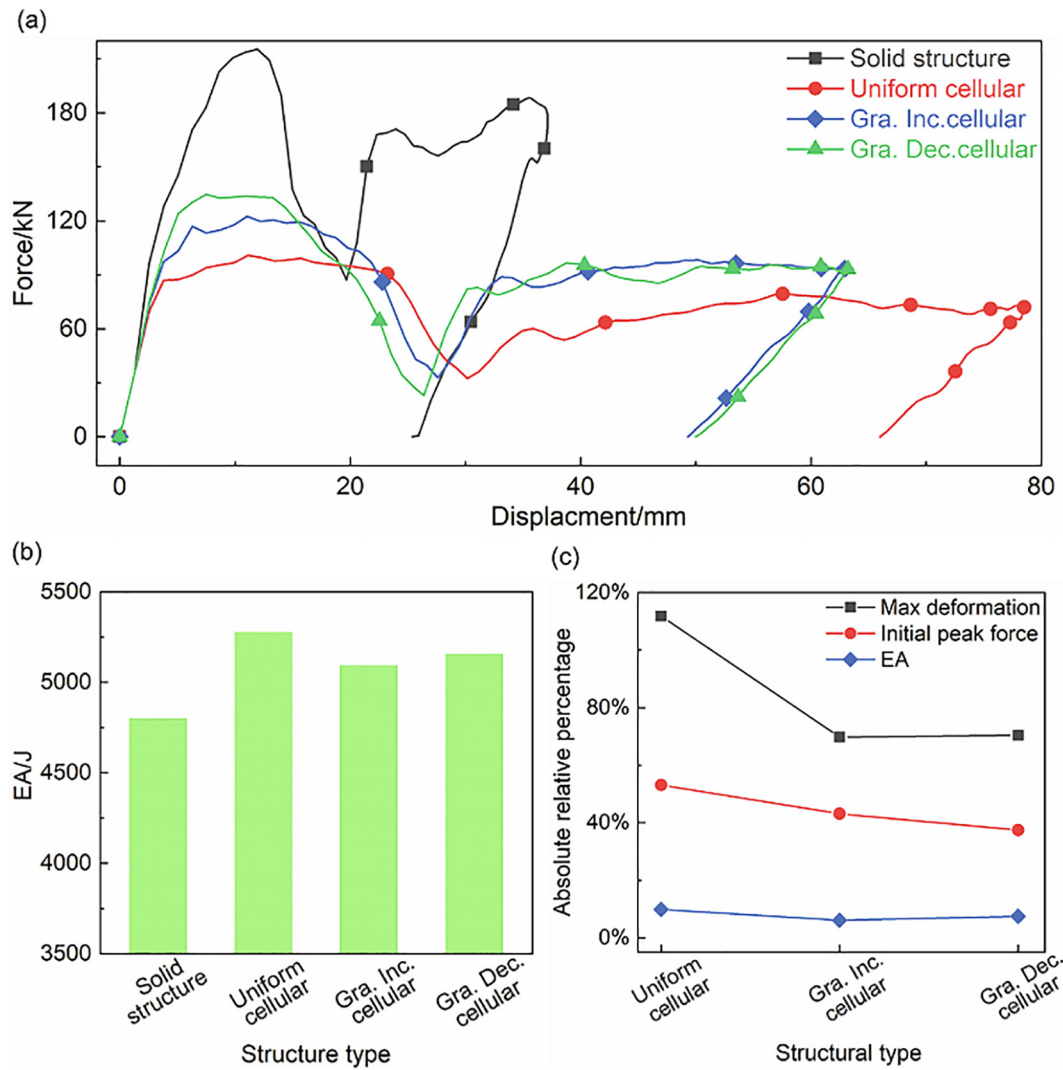 (a)
Solid structure
Uniform cellular
Gra. Inc.cellular
Gra. Dec.cellular
180
120
60
0
Force/kN
0 20 40 60 80
Displacment/mm
(b)
5500
5000
4500
4000
3500
EA/J
Solid structure
Uniform cellular
Gra. Inc. cellular
Gra. Dec. cellular
Structure type
(c)
120%
80%
40%
0%
Absolute relative percentage
Max deformation
Initial peak force
EA
Uniform cellular
Gra. Inc. cellular
Gra. Dec. cellular
Structural type